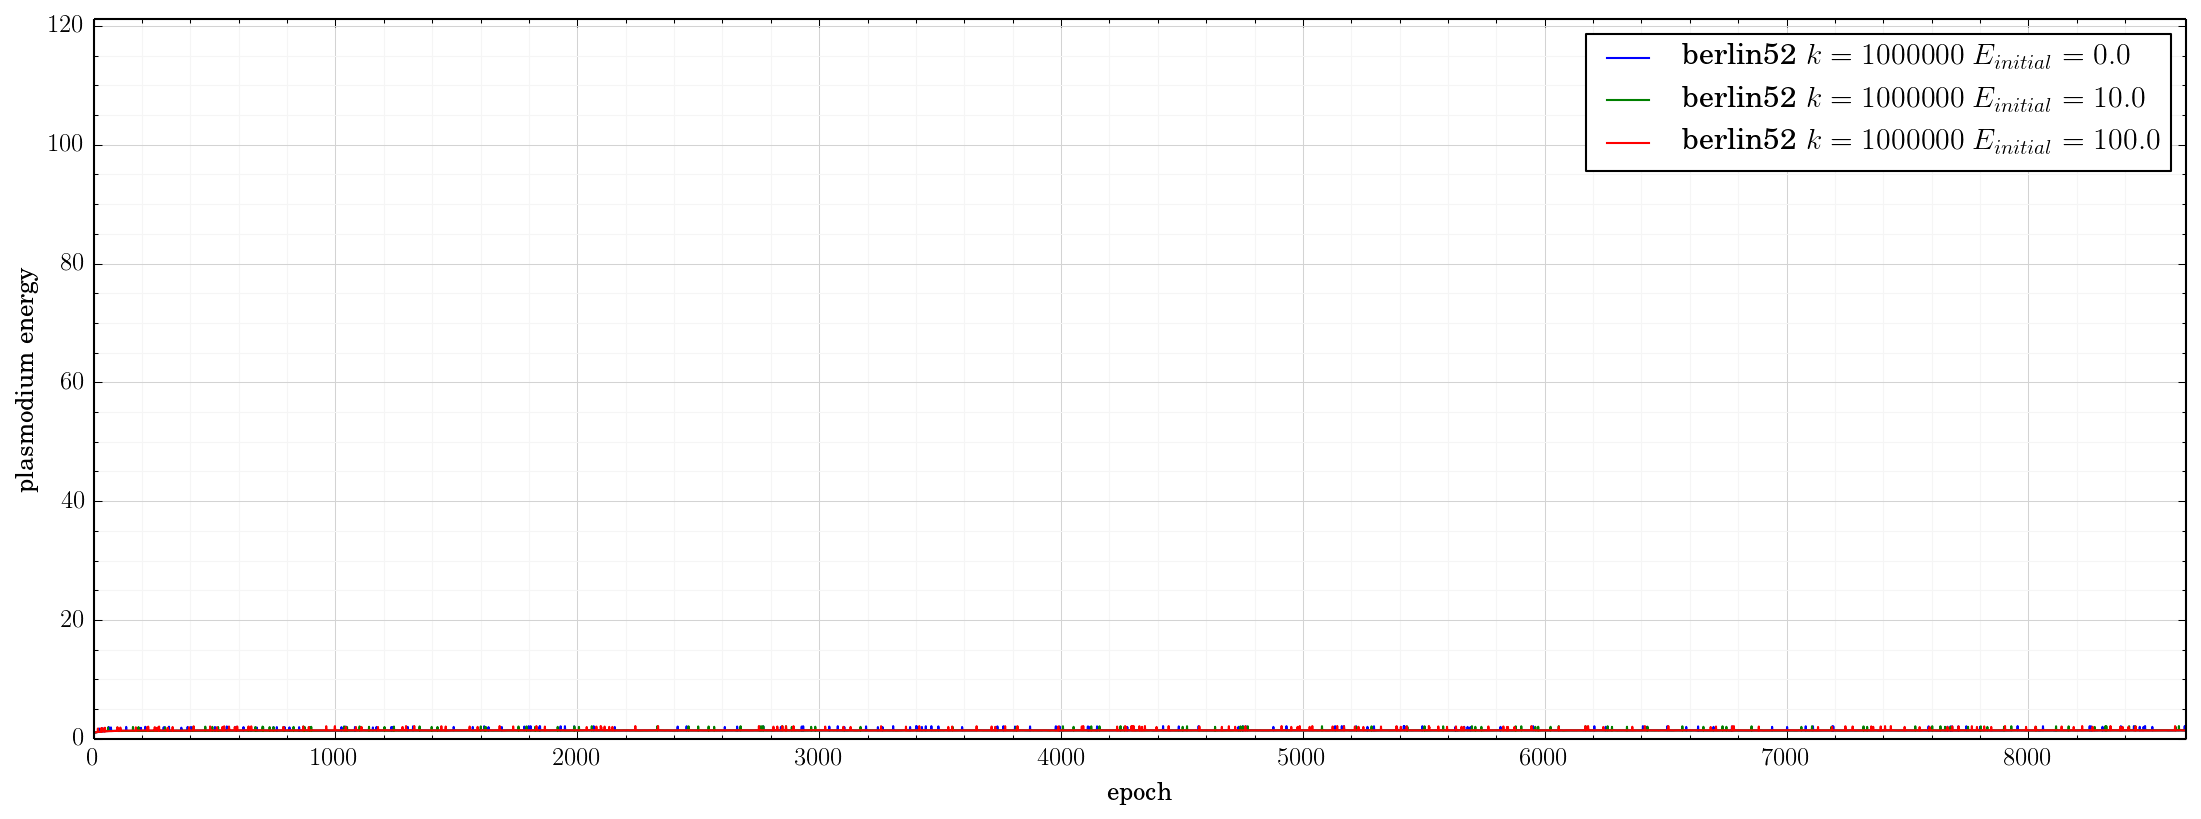 120
100
80
60
40
20
0
plasmodium energy
berlin52 k = 1000000 E_initial = 0.0
berlin52 k = 1000000 E_initial = 10.0
berlin52 k = 1000000 E_initial = 100.0
0 1000 2000 3000 4000 5000 6000 7000 8000
epoch